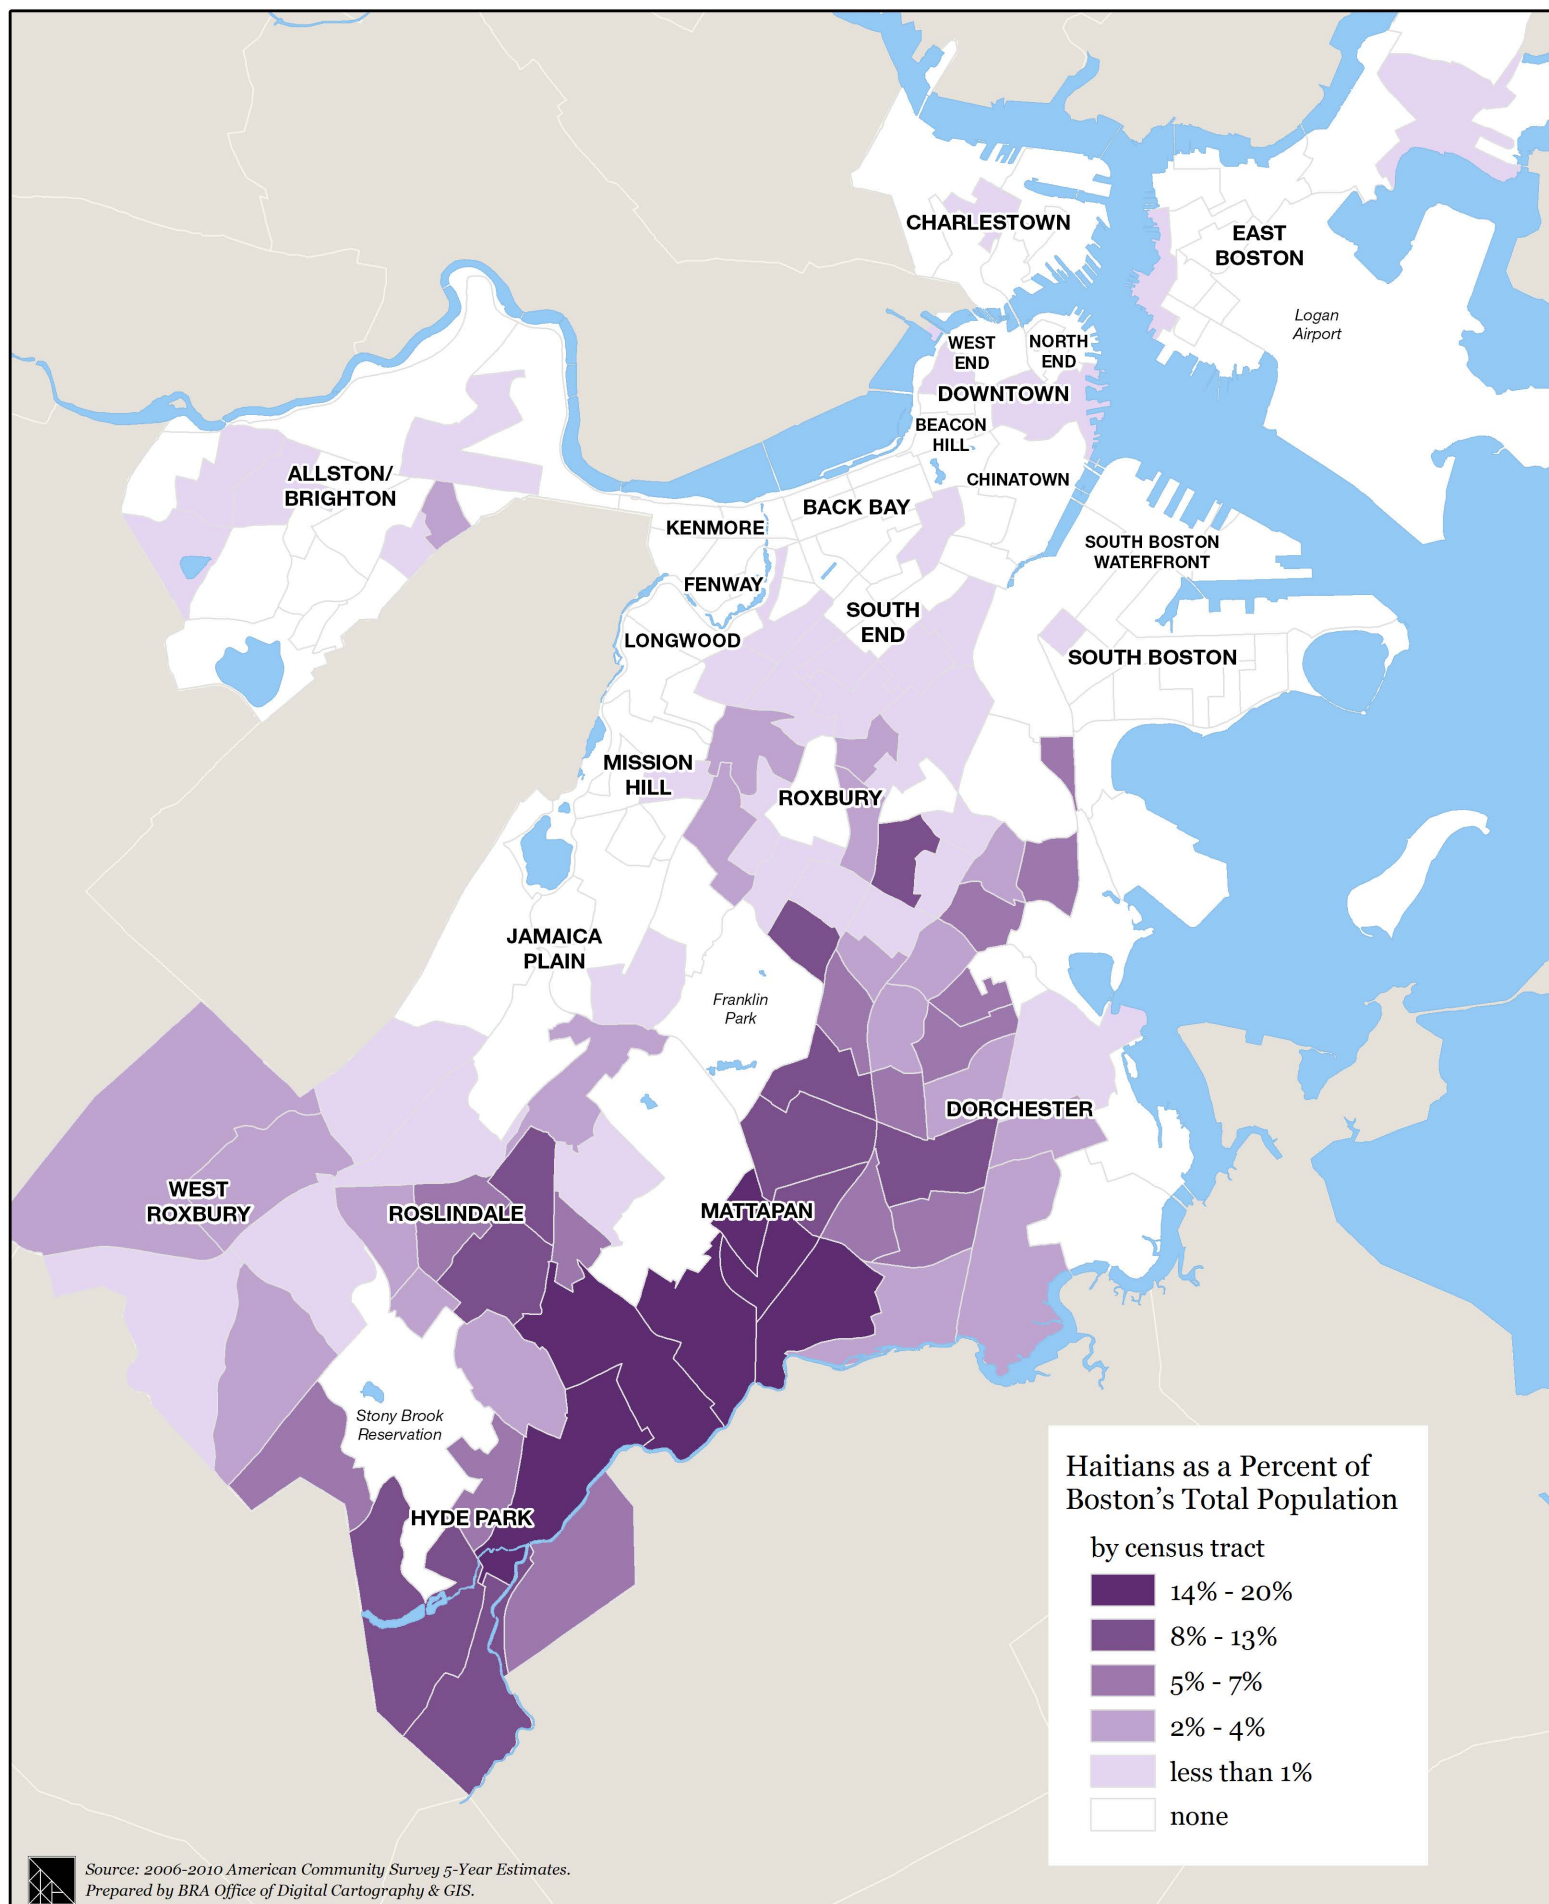 CHARLESTOWN
EAST
BOSTON
Logan
Airport
WEST
END
NORTH
END
DOWNTOWN
BEACON
HILL
CHINATOWN
ALLSTON/
BRIGHTON
BACK BAY
KENMORE
SOUTH BOSTON
WATERFRONT
FENWAY
SOUTH
END
LONGWOOD
SOUTH BOSTON
MISSION
HILL
ROXBURY
JAMAICA
PLAIN
Franklin
Park
DORCHESTER
WEST
ROXBURY
ROSLINDALE
MATTAPAN
Stony Brook
Reservation
HYDE PARK
Haitians as a Percent of
Boston's Total Population
by census tract
14% - 20%
8% - 13%
5% - 7%
2% - 4%
less than 1%
none
Source: 2006-2010 American Community Survey 5-Year Estimates.
Prepared by BRA Office of Digital Cartography & GIS.